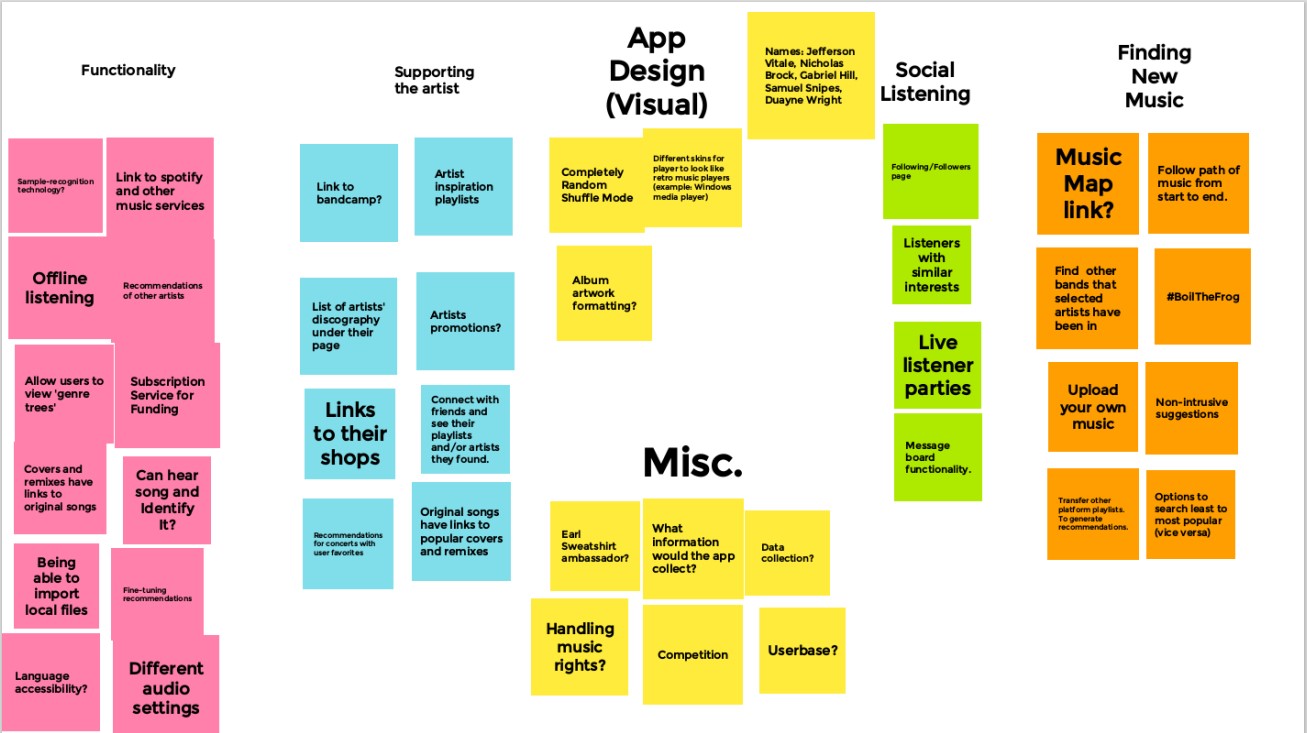 Functionality
Sample-recognition
technology?
Link to spotify
and other
music services
Offline
listening
Recommendations
of other artists
Allow users to
view 'genre
trees'
Subscription
Service for
Funding
Covers and
remixes have
links to
original songs
Can hear
song and
Identify
It?
Being
able to
import
local files
Fine-tuning
recommendations
Language
accessibility?
Different
audio
settings
Supporting
the artist
Link to
bandcamp?
Artist
inspiration
playlists
List of artists'
discography
under their
page
Artists
promotions?
Links
to their
shops
Connect with
friends and
see their
playlists
and/or artists
they found.
Recommendations
for concerts with
user favorites
Original songs
have links to
popular covers
and remixes
App
Design
(Visual)
Names: Jefferson
Vitale, Nicholas
Brock, Gabriel Hill,
Samuel Snipes,
Duayne Wright
Completely
Random
Shuffle Mode
Different skins for
player to look like
retro music players
(example: Windows
media player)
Album
artwork
formatting?
Misc.
Earl
Sweatshirt
ambassador?
What
information
would the app
collect?
Data
collection?
Handling
music
rights?
Competition
Userbase?
Social
Listening
Following/Followers
page
Listeners
with
similar
interests
Live
listener
parties
Message
board
functionality.
Finding
New
Music
Music
Map
link?
Follow path of
music from
start to end.
Find other
bands that
selected
artists have
been in
#BoilTheFrog
Upload
your own
music
Non-intrusive
suggestions
Transfer other
platform playlists.
To generate
recommendations.
Options to
search least to
most popular
(vice versa)